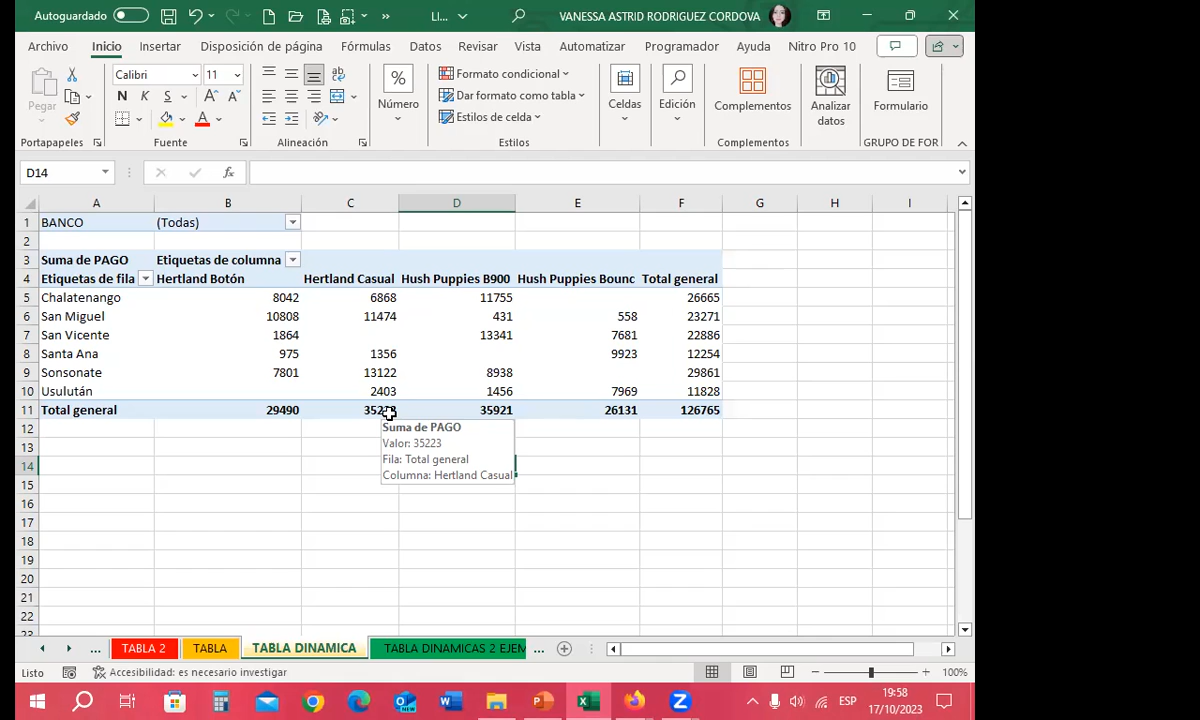 Autoguardado LI... VANESSA ASTRID RODRIGUEZ CORDOVA
Archivo Inicio Insertar Disposición de página Fórmulas Datos Revisar Vista Automatizar Programador Ayuda Nitro Pro 10
Pegar Calibri 11 N K S A A A
% Número
Formato condicional
Dar formato como tabla
Estilos de celda
Celdas Edición Complementos Analizar datos Formulario
Portapapeles Fuente Alineación Estilos Complementos GRUPO DE FOR
D14 fx
A B C D E F G H I
1 BANCO (Todas)
2
3 Suma de PAGO Etiquetas de columna
4 Etiquetas de fila Hertland Botón Hertland Casual Hush Puppies B900 Hush Puppies Bounc Total general
5 Chalatenango 8042 6868 11755 26665
6 San Miguel 10808 11474 431 558 23271
7 San Vicente 1864 13341 7681 22886
8 Santa Ana 975 1356 9923 12254
9 Sonsonate 7801 13122 8938 29861
10 Usulután 2403 1456 7969 11828
11 Total general 29490 35223 35921 26131 126765
12
Suma de PAGO
13
Valor: 35223
14
Fila: Total general
15
Columna: Hertland Casual
16
17
18
19
20
21
22
23
... TABLA 2 TABLA TABLA DINAMICA TABLA DINAMICAS 2 EJEM ...
Listo Accesibilidad: es necesario investigar 100%
ESP 19:58
17/10/2023